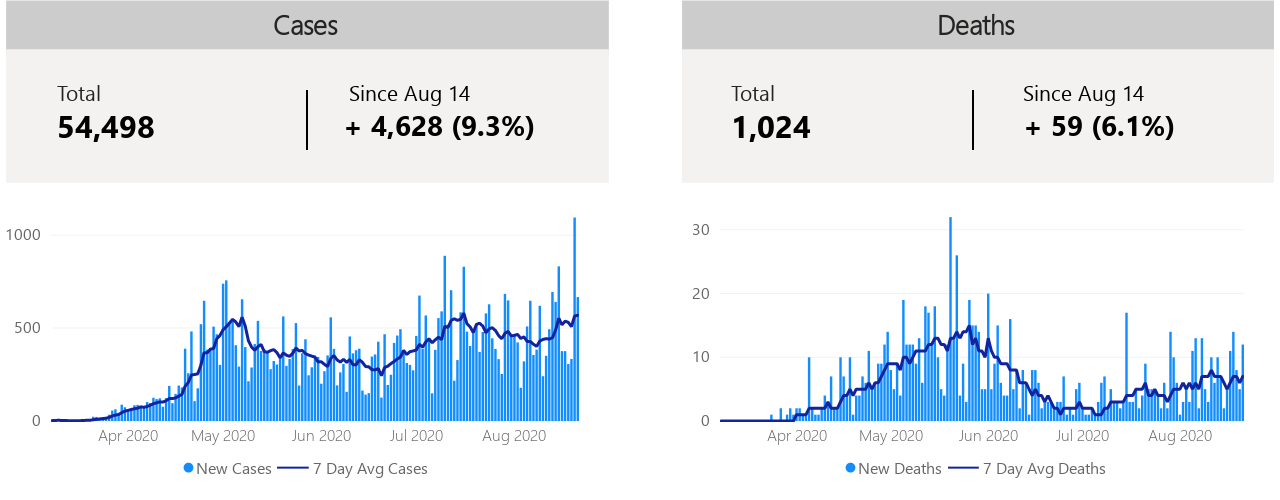 Cases
Total
Since Aug 14
54,498
+ 4,628 (9.3%)
1000
500
0
Apr 2020 May 2020 Jun 2020 Jul 2020 Aug 2020
New Cases 7 Day Avg Cases
Deaths
Total
Since Aug 14
1,024
+ 59 (6.1%)
30
20
10
0
Apr 2020 May 2020 Jun 2020 Jul 2020 Aug 2020
New Deaths 7 Day Avg Deaths